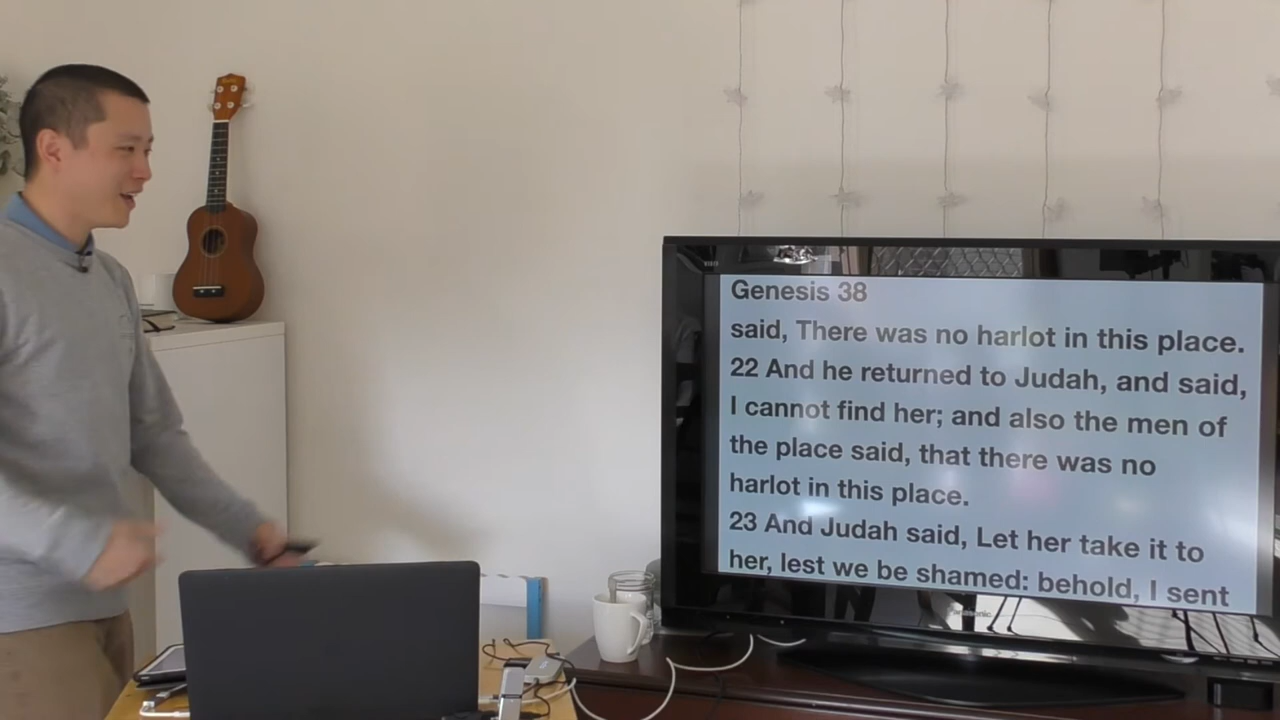 Genesis 38
said, There was no harlot in this place.
22 And he returned to Judah, and said,
I cannot find her; and also the men of
the place said, that there was no
harlot in this place.
23 And Judah said, Let her take it to
her, lest we be shamed: behold, I sent
Panasonic